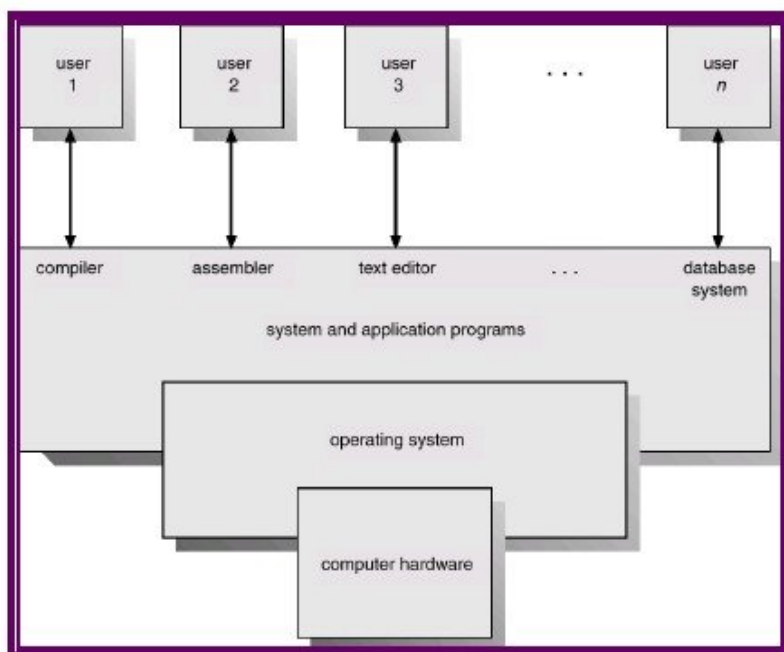 user
1
user
2
user
3
. . .
user
n
compiler
assembler
text editor
. . .
database
system
system and application programs
operating system
computer hardware